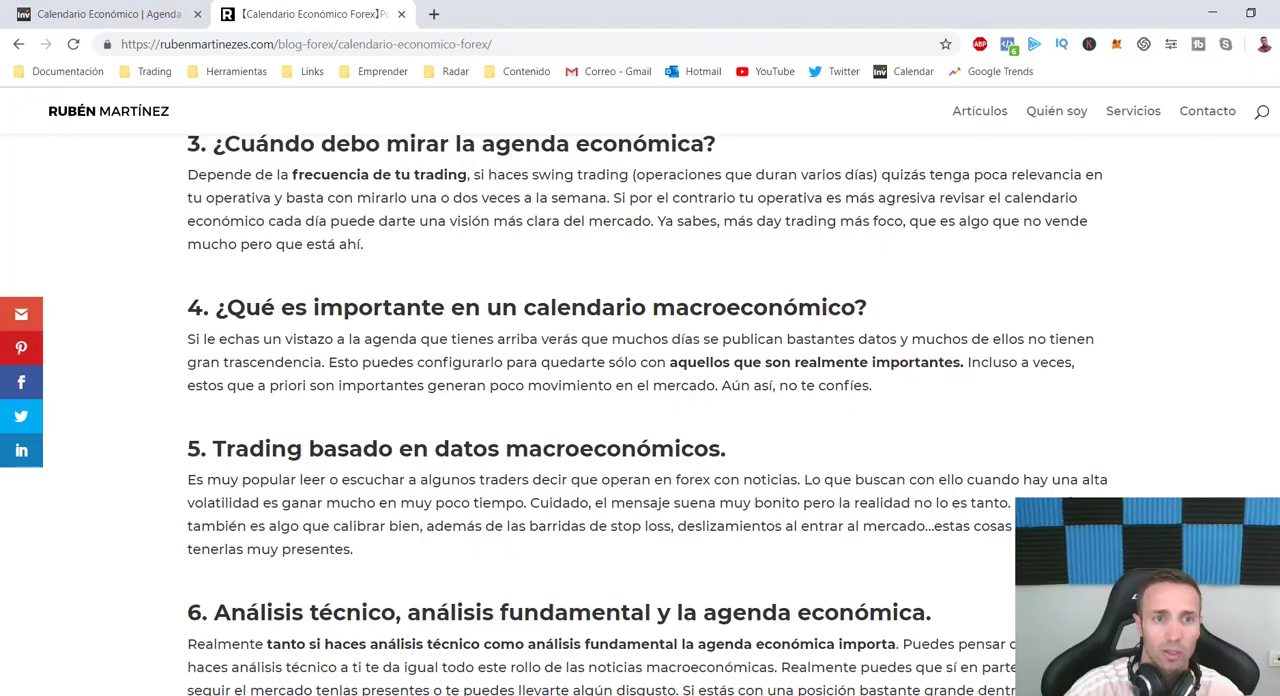 Calendario Económico | Agenda
【Calendario Económico Forex】P
https://rubenmartinezes.com/blog-forex/calendario-economico-forex/
ABP
6
IQ
K
tb
Documentación
Trading
Herramientas
Links
Emprender
Radar
Contenido
Correo - Gmail
Hotmail
YouTube
Twitter
Inv
Calendar
Google Trends
RUBÉN MARTÍNEZ
Artículos
Quién soy
Servicios
Contacto
3. ¿Cuándo debo mirar la agenda económica?
Depende de la frecuencia de tu trading, si haces swing trading (operaciones que duran varios días) quizás tenga poca relevancia en
tu operativa y basta con mirarlo una o dos veces a la semana. Si por el contrario tu operativa es más agresiva revisar el calendario
económico cada día puede darte una visión más clara del mercado. Ya sabes, más day trading más foco, que es algo que no vende
mucho pero que está ahí.
4. ¿Qué es importante en un calendario macroeconómico?
Si le echas un vistazo a la agenda que tienes arriba verás que muchos días se publican bastantes datos y muchos de ellos no tienen
gran trascendencia. Esto puedes configurarlo para quedarte sólo con aquellos que son realmente importantes. Incluso a veces,
estos que a priori son importantes generan poco movimiento en el mercado. Aún así, no te confíes.
5. Trading basado en datos macroeconómicos.
Es muy popular leer o escuchar a algunos traders decir que operan en forex con noticias. Lo que buscan con ello cuando hay una alta
volatilidad es ganar mucho en muy poco tiempo. Cuidado, el mensaje suena muy bonito pero la realidad no lo es tanto.
también es algo que calibrar bien, además de las barridas de stop loss, deslizamientos al entrar al mercado...estas cosas
tenerlas muy presentes.
6. Análisis técnico, análisis fundamental y la agenda económica.
Realmente tanto si haces análisis técnico como análisis fundamental la agenda económica importa. Puedes pensar
haces análisis técnico a ti te da igual todo este rollo de las noticias macroeconómicas. Realmente puedes que sí en parte
seguir el mercado tenlas presentes o te puedes llevarte algún disgusto. Si estás con una posición bastante grande dentr